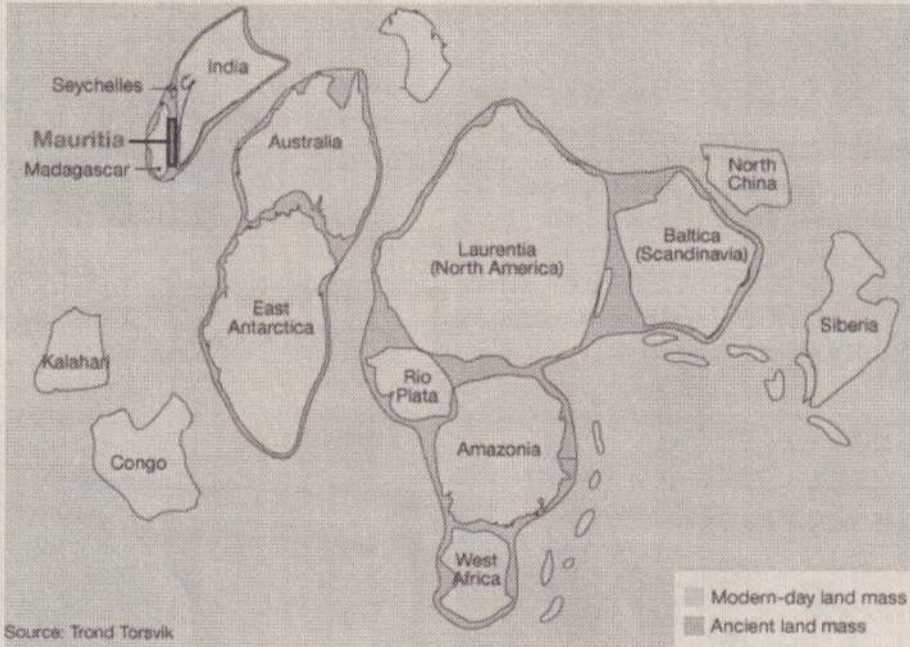 India
Seychelles
Mauritia
Madagascar
Australia
North
China
Laurentia
(North America)
Baltica
(Scandinavia)
East
Antarctica
Siberia
Kalahari
Rio
Plata
Amazonia
Congo
West
Africa
Modern-day land mass
Ancient land mass
Source: Trond Torsvik